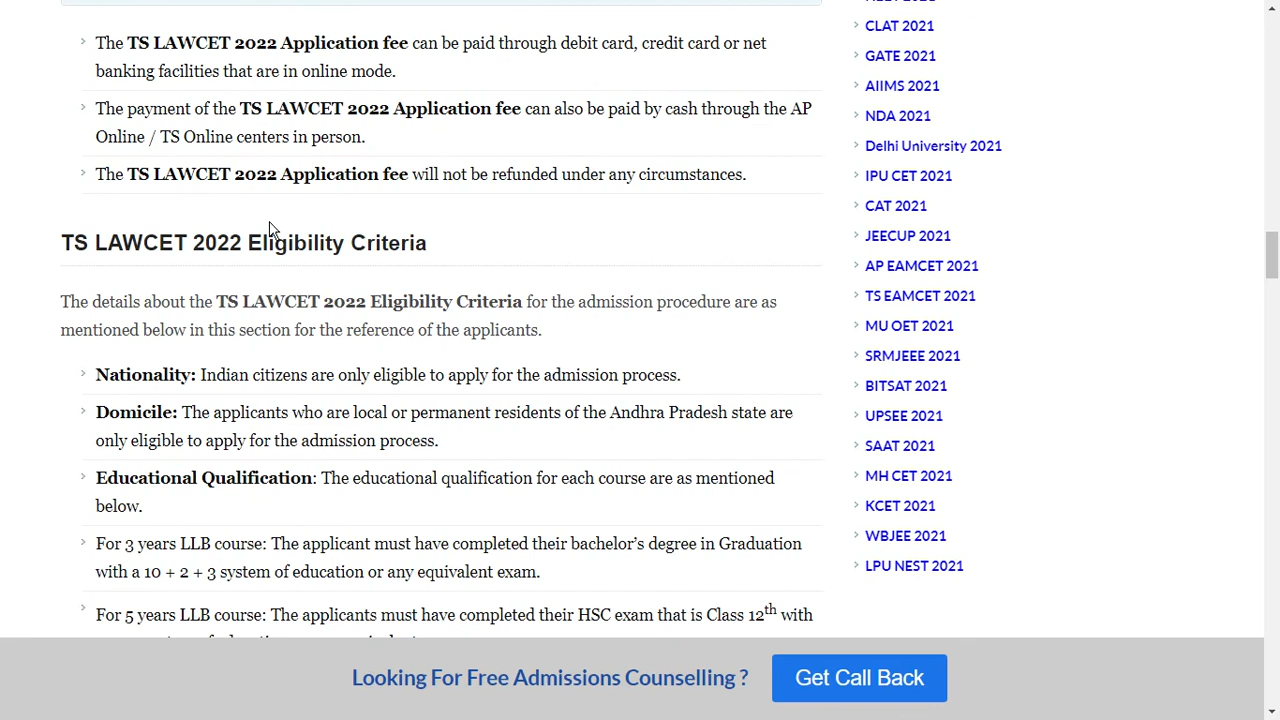 The TS LAWCET 2022 Application fee can be paid through debit card, credit card or net
banking facilities that are in online mode.
The payment of the TS LAWCET 2022 Application fee can also be paid by cash through the AP
Online / TS Online centers in person.
The TS LAWCET 2022 Application fee will not be refunded under any circumstances.
TS LAWCET 2022 Eligibility Criteria
The details about the TS LAWCET 2022 Eligibility Criteria for the admission procedure are as
mentioned below in this section for the reference of the applicants.
Nationality: Indian citizens are only eligible to apply for the admission process.
Domicile: The applicants who are local or permanent residents of the Andhra Pradesh state are
only eligible to apply for the admission process.
Educational Qualification: The educational qualification for each course are as mentioned
below.
For 3 years LLB course: The applicant must have completed their bachelor's degree in Graduation
with a 10 + 2 + 3 system of education or any equivalent exam.
For 5 years LLB course: The applicants must have completed their HSC exam that is Class 12th with
CLAT 2021
GATE 2021
AIIMS 2021
NDA 2021
Delhi University 2021
IPU CET 2021
CAT 2021
JEECUP 2021
AP EAMCET 2021
TS EAMCET 2021
MU OET 2021
SRMJEEE 2021
BITSAT 2021
UPSEE 2021
SAAT 2021
MH CET 2021
KCET 2021
WBJEE 2021
LPU NEST 2021
Looking For Free Admissions Counselling ?
Get Call Back